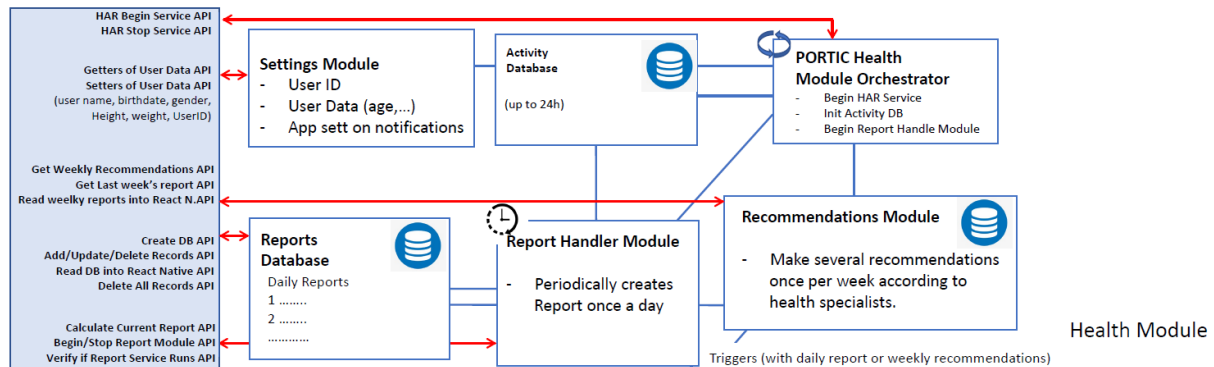 HAR Begin Service API
HAR Stop Service API
Getters of User Data API
Setters of User Data API
(user name, birthdate, gender,
Height, weight, UserID)
Get Weekly Recommendations API
Get Last week's report API
Read weelky reports into React N.API
Create DB API
Add/Update/Delete Records API
Read DB into React Native API
Delete All Records API
Calculate Current Report API
Begin/Stop Report Module API
Verify if Report Service Runs API
Settings Module
- User ID
- User Data (age,...)
- App sett on notifications
Activity
Database
(up to 24h)
PORTIC Health
Module Orchestrator
- Begin HAR Service
- Init Activity DB
- Begin Report Handle Module
Reports
Database
Daily Reports
1 ........
2 ........
............
Report Handler Module
- Periodically creates
Report once a day
Recommendations Module
- Make several recommendations
once per week according to
health specialists.
Triggers (with daily report or weekly recommendations)
Health Module